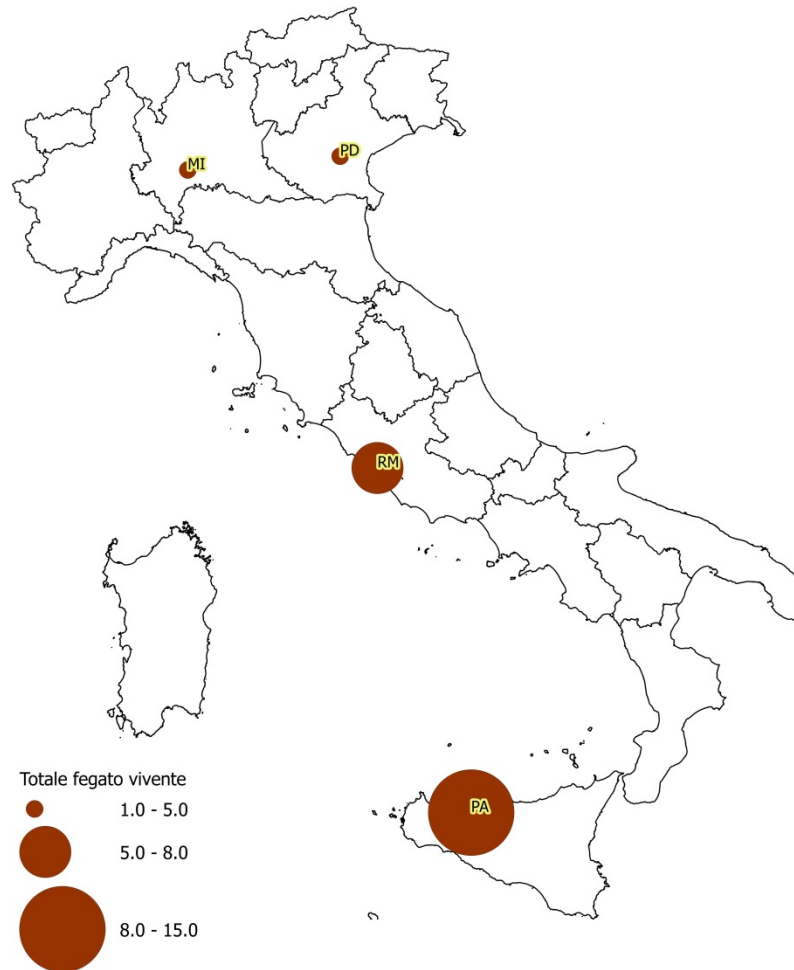 MI
PD
RM
PA
Totale fegato vivente
1.0 - 5.0
5.0 - 8.0
8.0 - 15.0